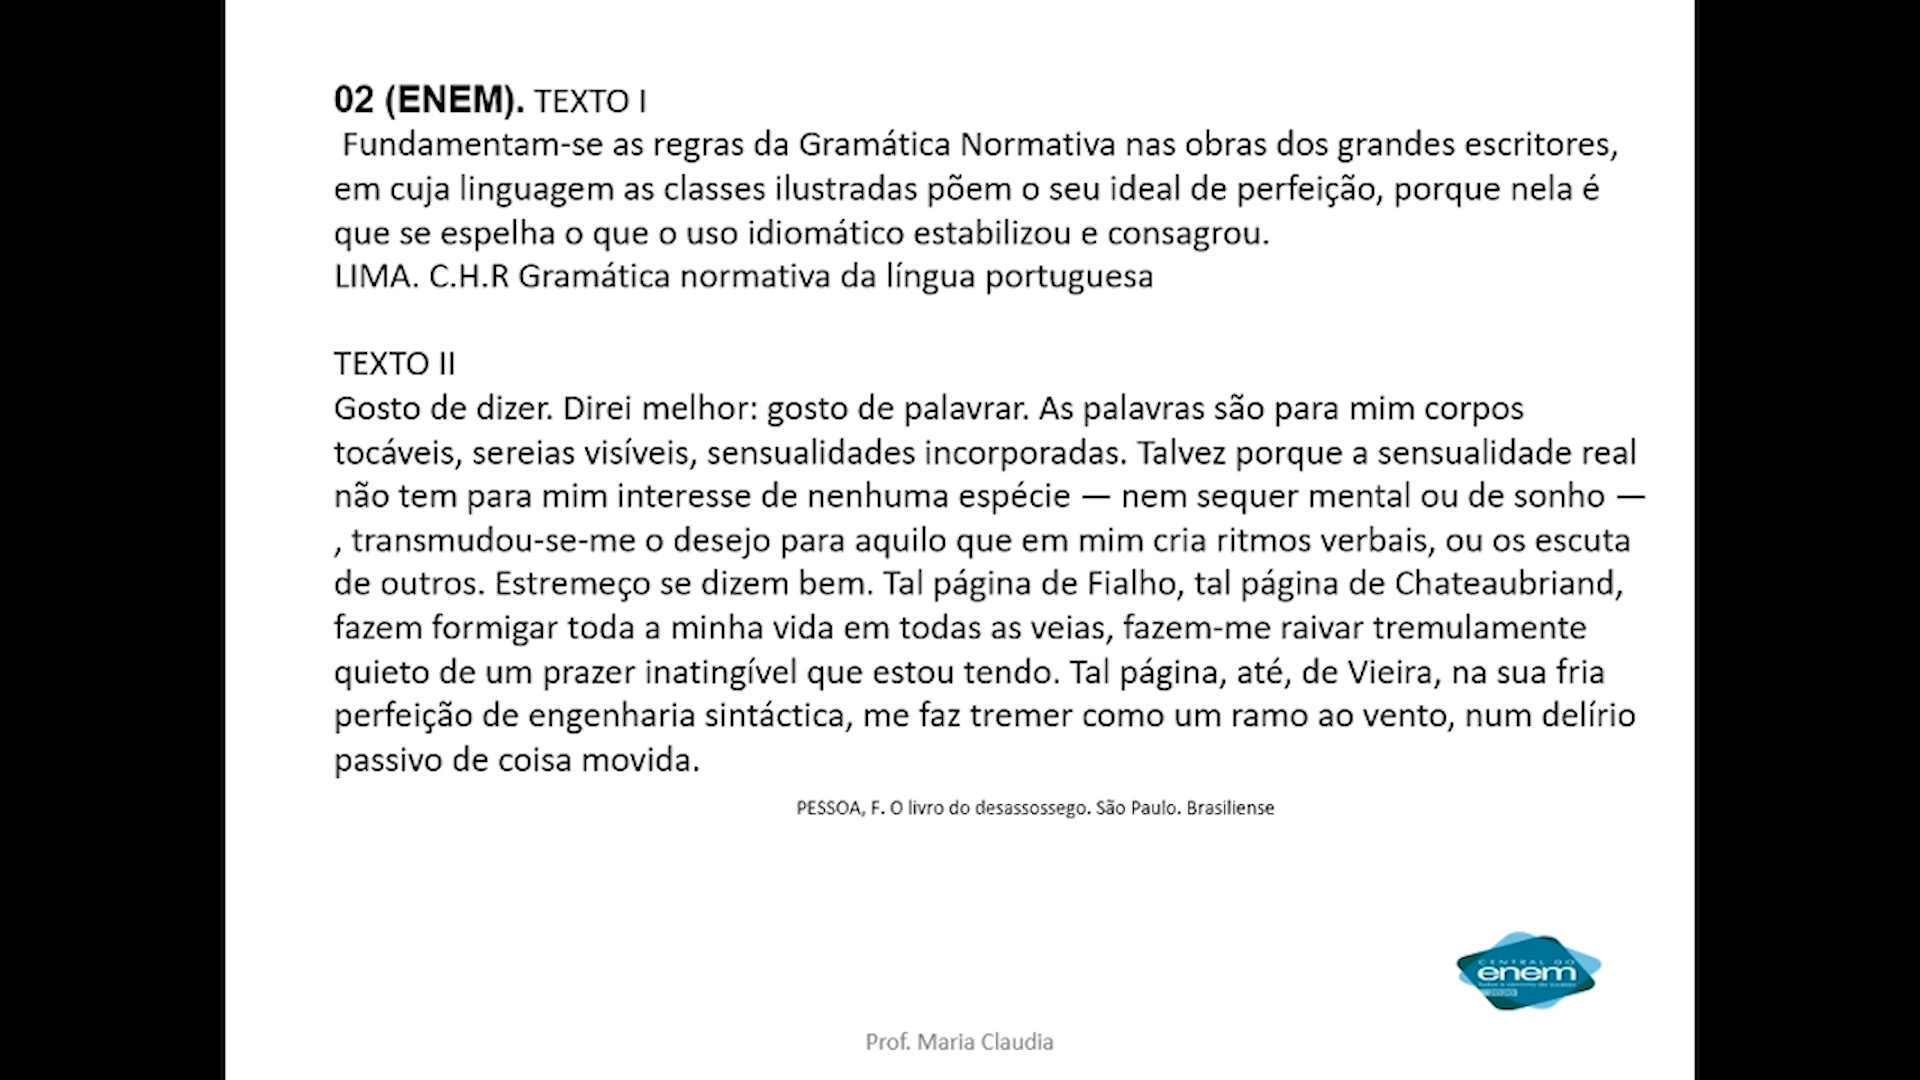 02 (ENEM). TEXTO I
Fundamentam-se as regras da Gramática Normativa nas obras dos grandes escritores,
em cuja linguagem as classes ilustradas põem o seu ideal de perfeição, porque nela é
que se espelha o que o uso idiomático estabilizou e consagrou.
LIMA. C.H.R Gramática normativa da língua portuguesa
TEXTO II
Gosto de dizer. Direi melhor: gosto de palavrar. As palavras são para mim corpos
tocáveis, sereias visíveis, sensualidades incorporadas. Talvez porque a sensualidade real
não tem para mim interesse de nenhuma espécie — nem sequer mental ou de sonho —
, transmudou-se-me o desejo para aquilo que em mim cria ritmos verbais, ou os escuta
de outros. Estremeço se dizem bem. Tal página de Fialho, tal página de Chateaubriand,
fazem formigar toda a minha vida em todas as veias, fazem-me raivar tremulamente
quieto de um prazer inatingível que estou tendo. Tal página, até, de Vieira, na sua fria
perfeição de engenharia sintáctica, me faz tremer como um ramo ao vento, num delírio
passivo de coisa movida.
PESSOA, F. O livro do desassossego. São Paulo. Brasiliense
CENTRAL DO
enem
2020
Prof. Maria Claudia